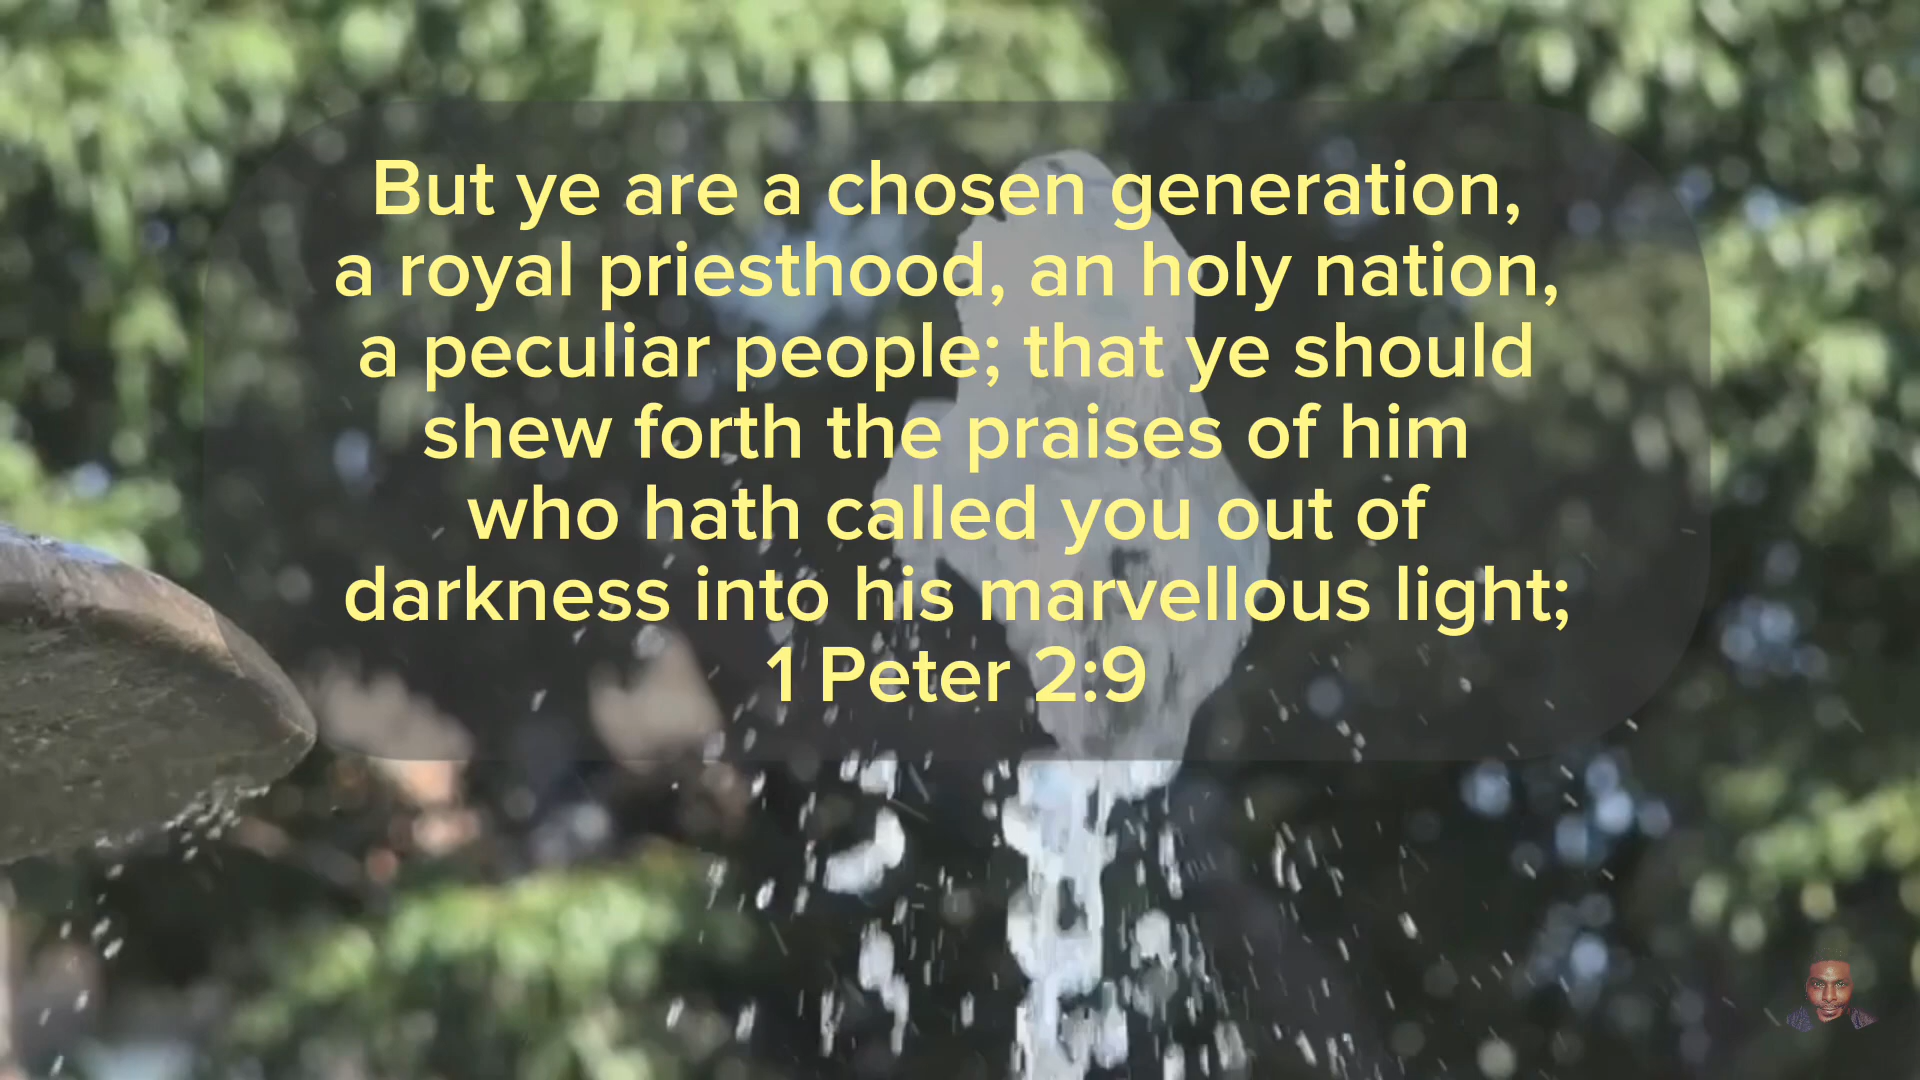 But ye are a chosen generation,
a royal priesthood, an holy nation,
a peculiar people; that ye should
shew forth the praises of him
who hath called you out of
darkness into his marvellous light;
1 Peter 2:9